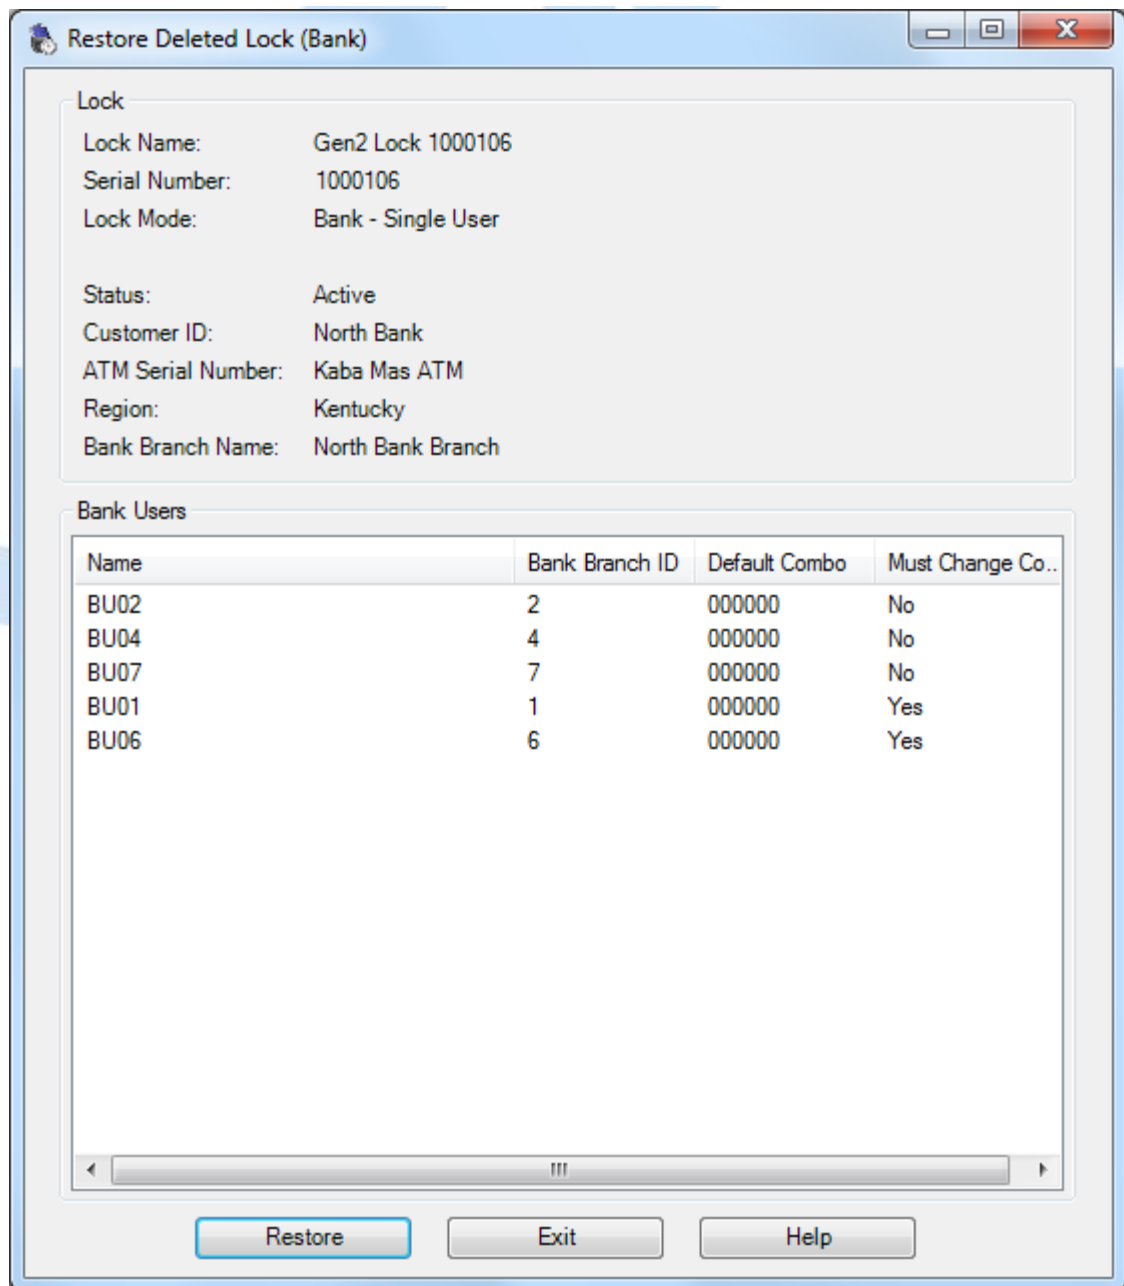 Restore Deleted Lock (Bank)
Lock
Lock Name: Gen2 Lock 1000106
Serial Number: 1000106
Lock Mode: Bank - Single User
Status: Active
Customer ID: North Bank
ATM Serial Number: Kaba Mas ATM
Region: Kentucky
Bank Branch Name: North Bank Branch
Bank Users
Name Bank Branch ID Default Combo Must Change Co...
BU02 2 000000 No
BU04 4 000000 No
BU07 7 000000 No
BU01 1 000000 Yes
BU06 6 000000 Yes
Restore Exit Help